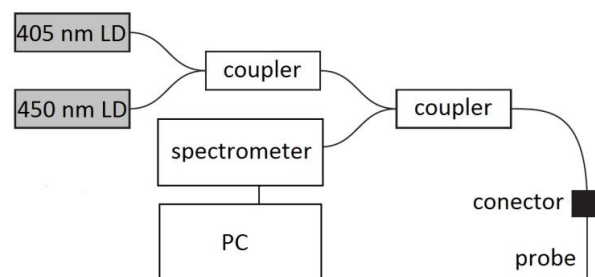 405 nm LD
coupler
450 nm LD
coupler
spectrometer
PC
conector
probe